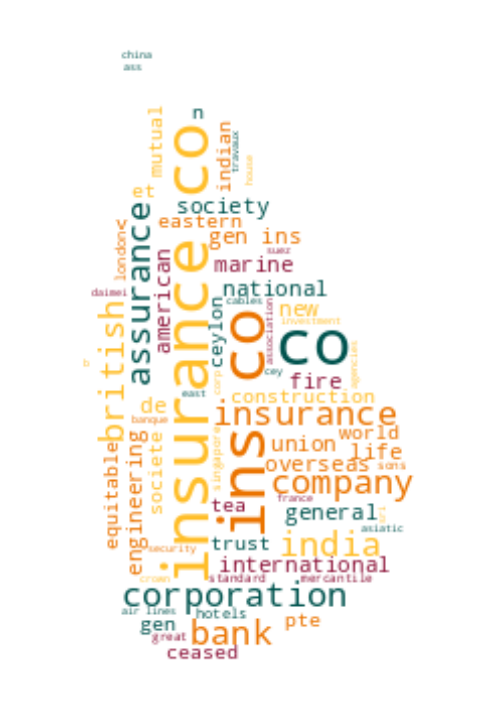 china
ass
n
mutual
indian
travaux
house
insurance co
et
society
assurance
eastern
gen ins
london
american
suez
marine
daimei
national
cables
british
ceylon
ins co
association
new
investment
co
cey
fire
agencies
corp
east
construction
de
insurance
banque
world
union
life
societe
singapore
equitable
engineering
overseas
sons
company
france
tea
general
asiatic
trust
india
security
international
crown
standard
mercantile
corporation
air lines
hotels
gen
pte
great
bank
ceased